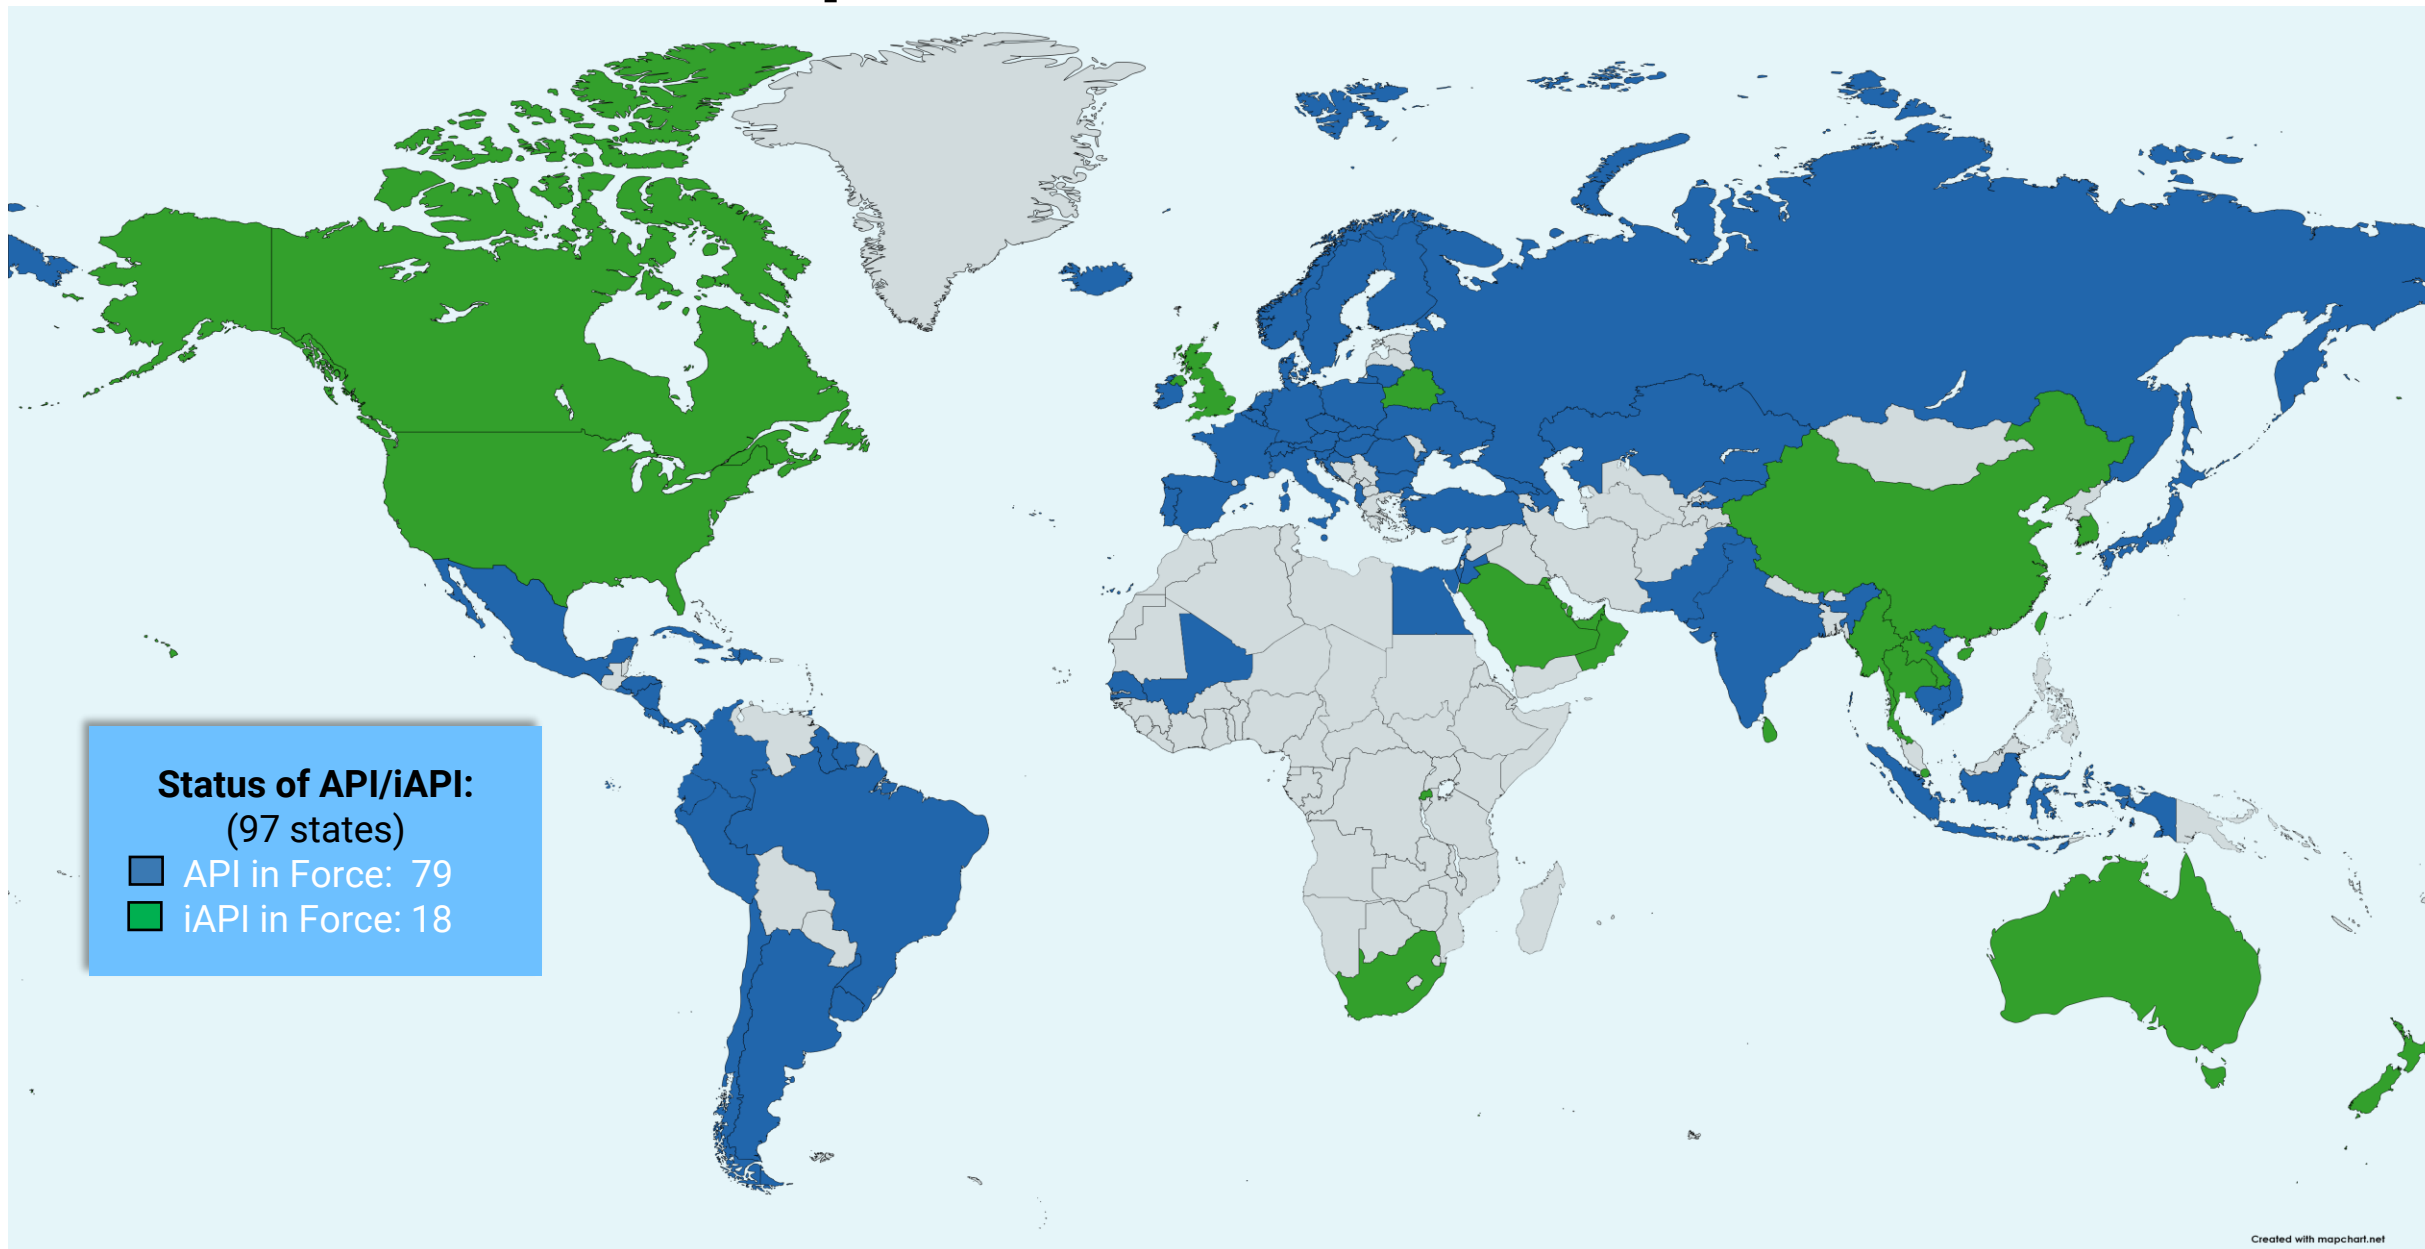 Status of API/iAPI:
(97 states)
API in Force: 79
iAPI in Force: 18
Created with mapchart.net